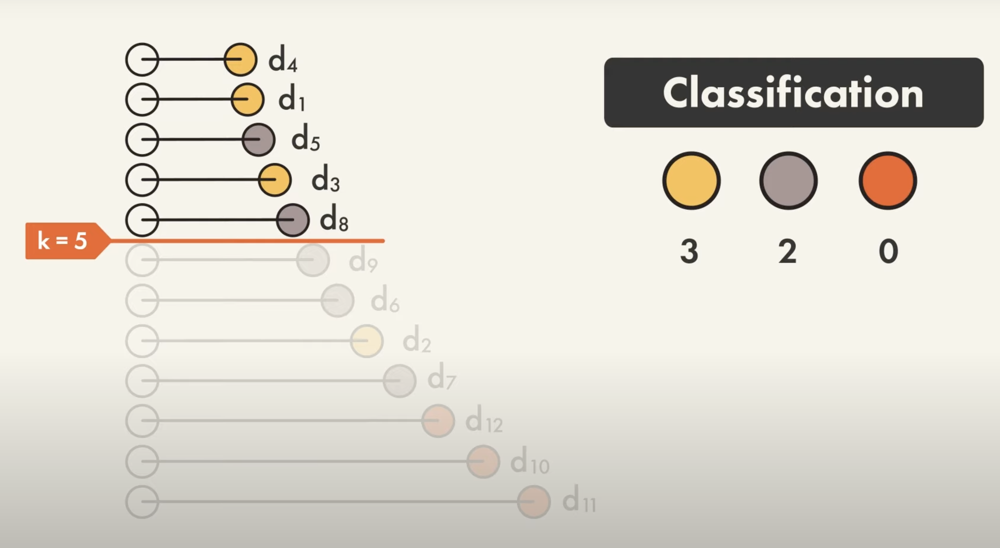 d4
d1
d5
d3
d8
k = 5
d9
d6
d2
d7
d12
d10
d11
Classification
3 2 0